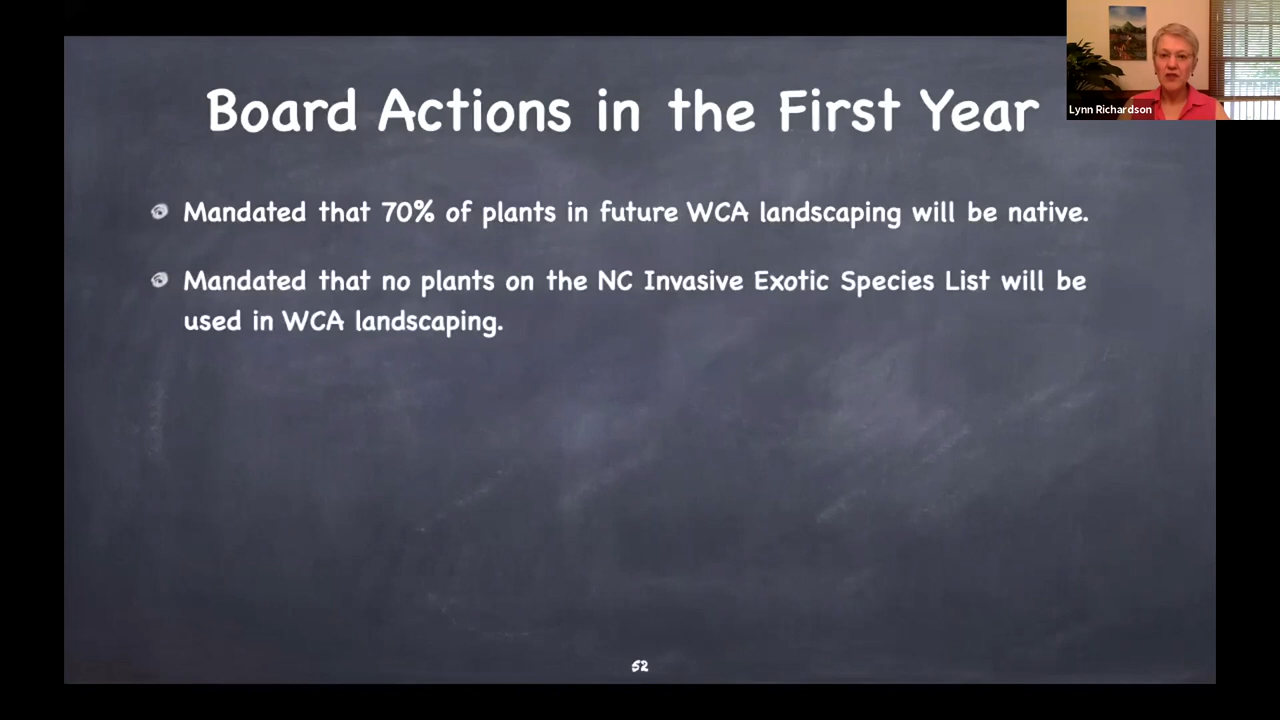 Board Actions in the First Year
Lynn Richardson
Mandated that 70% of plants in future WCA landscaping will be native.
Mandated that no plants on the NC Invasive Exotic Species List will be
used in WCA landscaping.
52